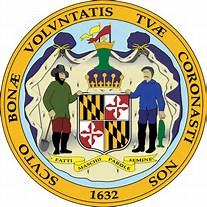 SCVTO BONÆ VOLVNTATIS TVÆ CORONASTI NOS
FATTI MASCHII PAROLE FEMINE
1632